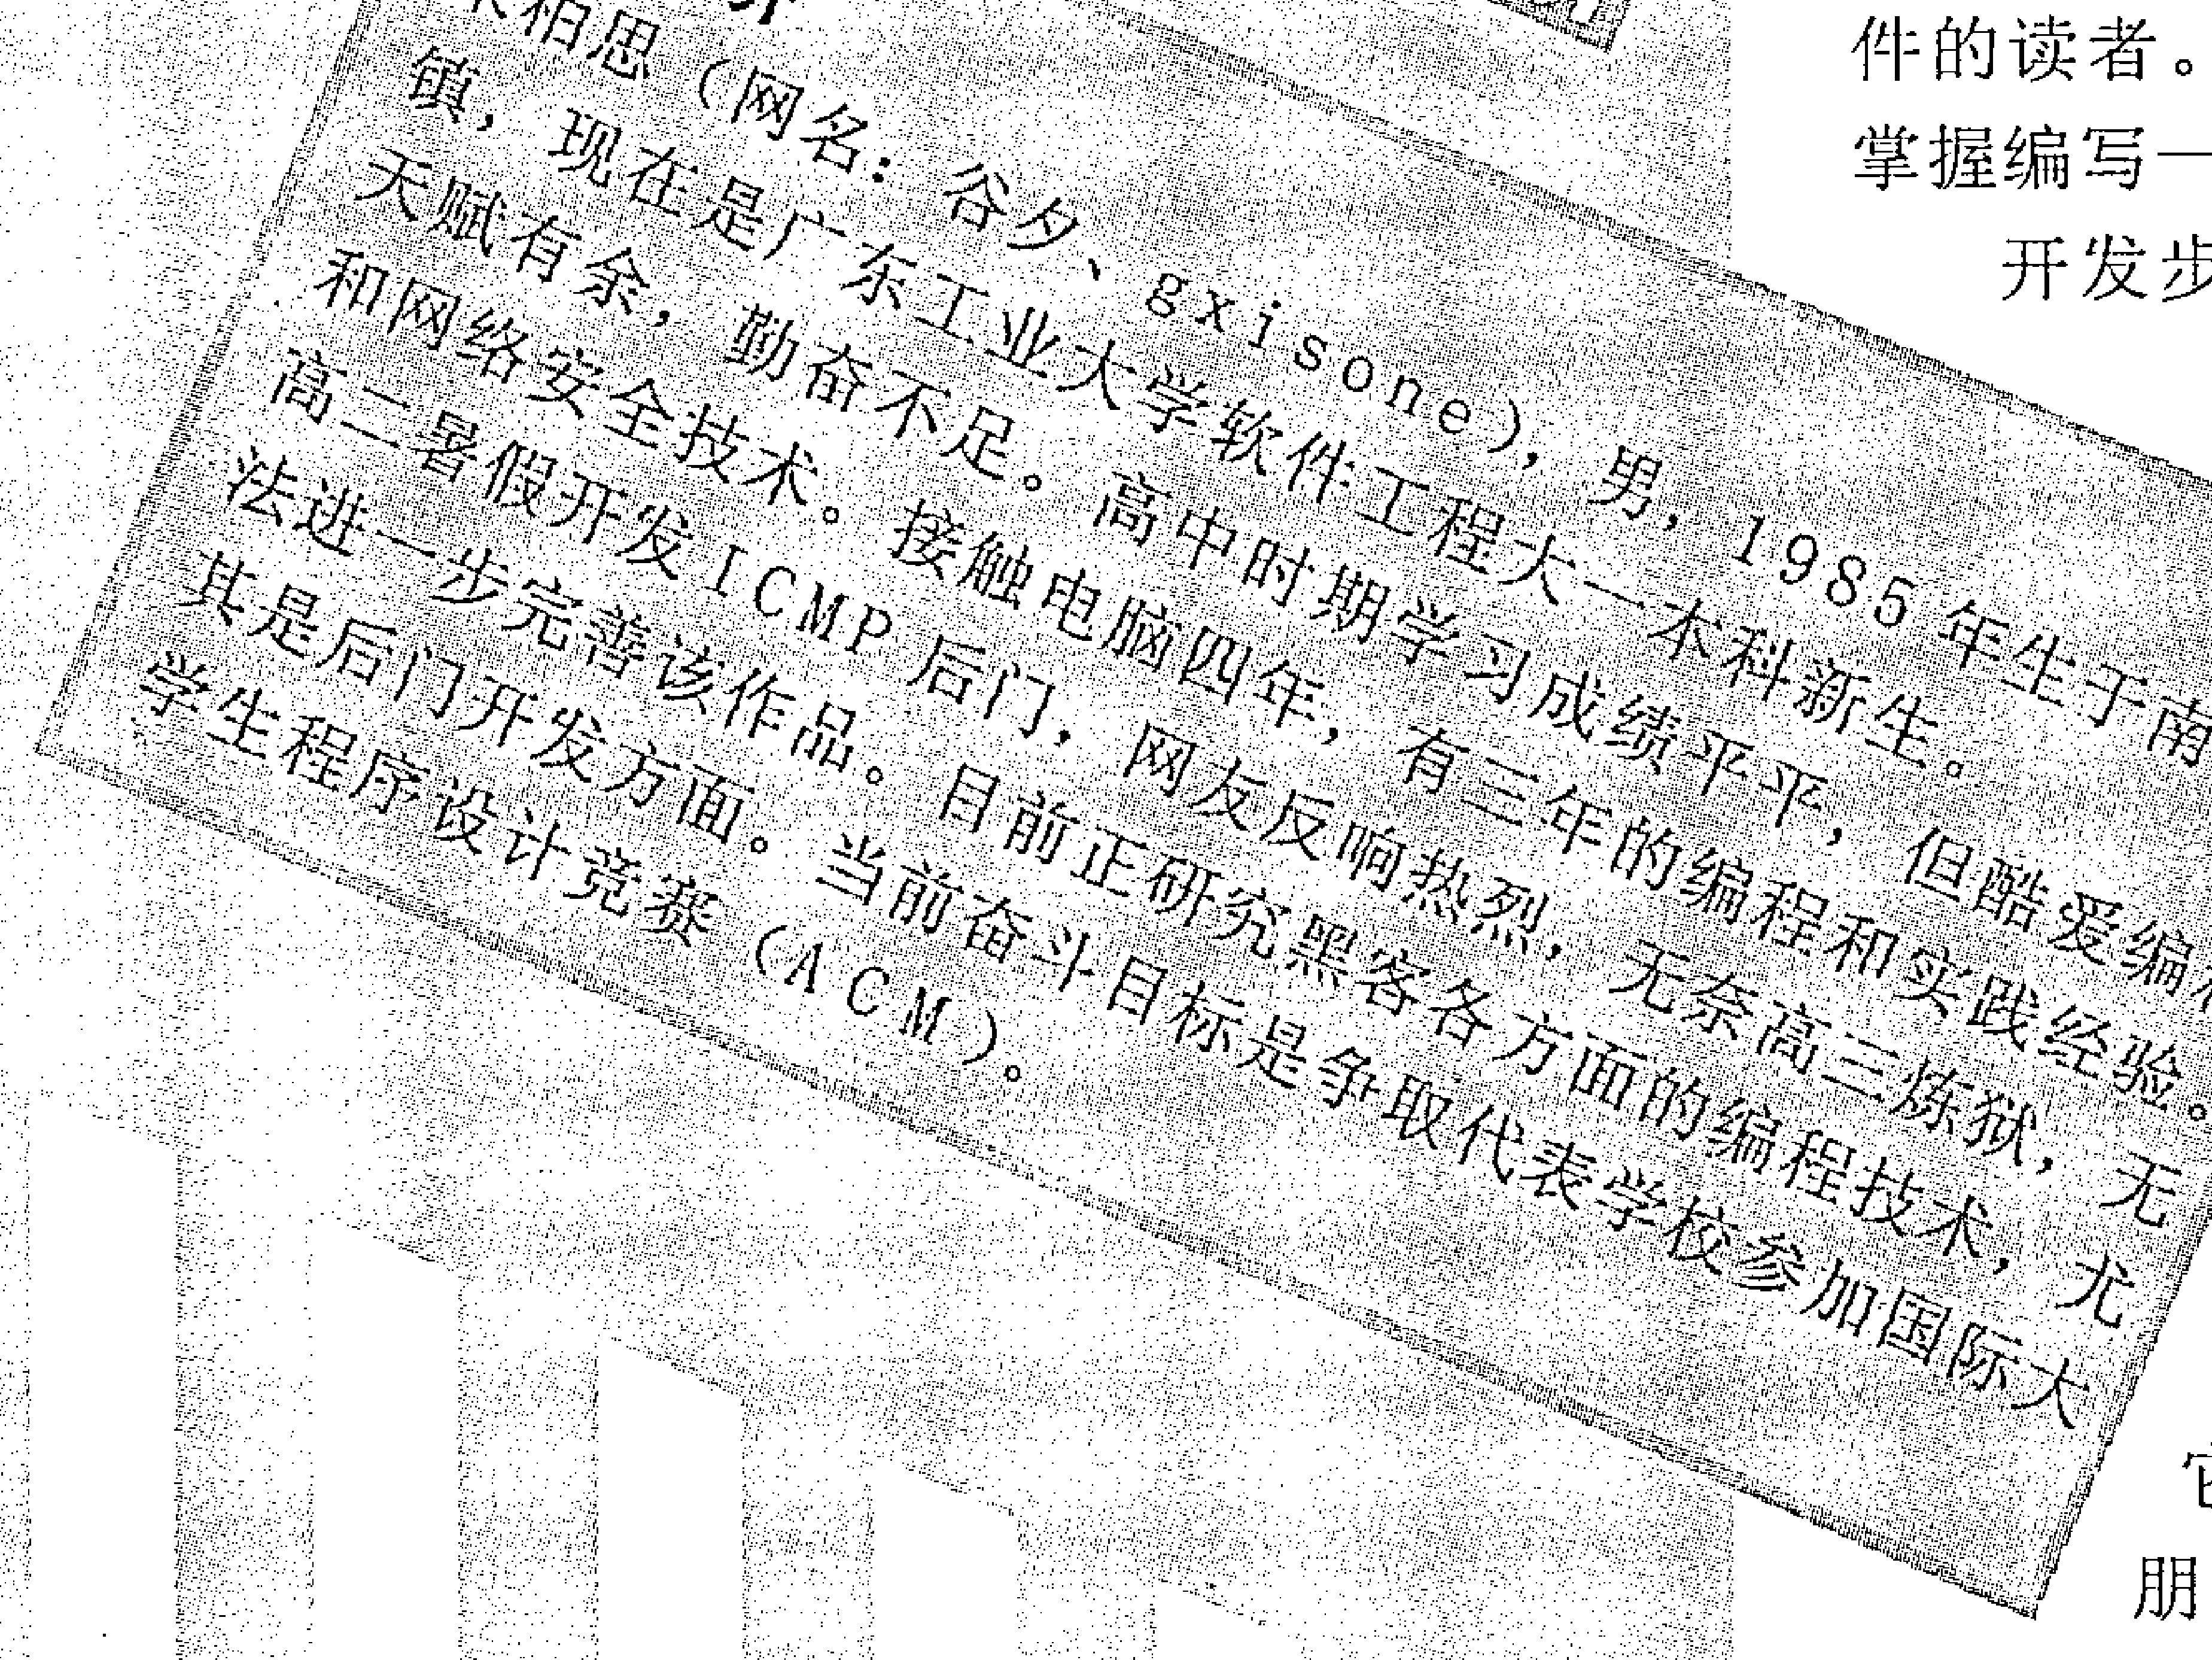 柏思（网名：谷夕、gxisone），男，1985年生于南
镇，现在是广东工业大学软件工程大一本科新生。
天赋有余，勤奋不足。高中时期学习成绩平平，但酷爱编
和网络安全技术。接触电脑四年，有三年的编程和实践经验。
高二暑假开发ICMP后门，网友反响热烈，无奈高三炼狱，无
法进一步完善该作品。目前正研究黑客各方面的编程技术，尤
其是后门开发方面。当前奋斗目标是争取代表学校参加国际大
学生程序设计竞赛（ACM）。
件的读者。
掌握编写一
开发步
它
朋